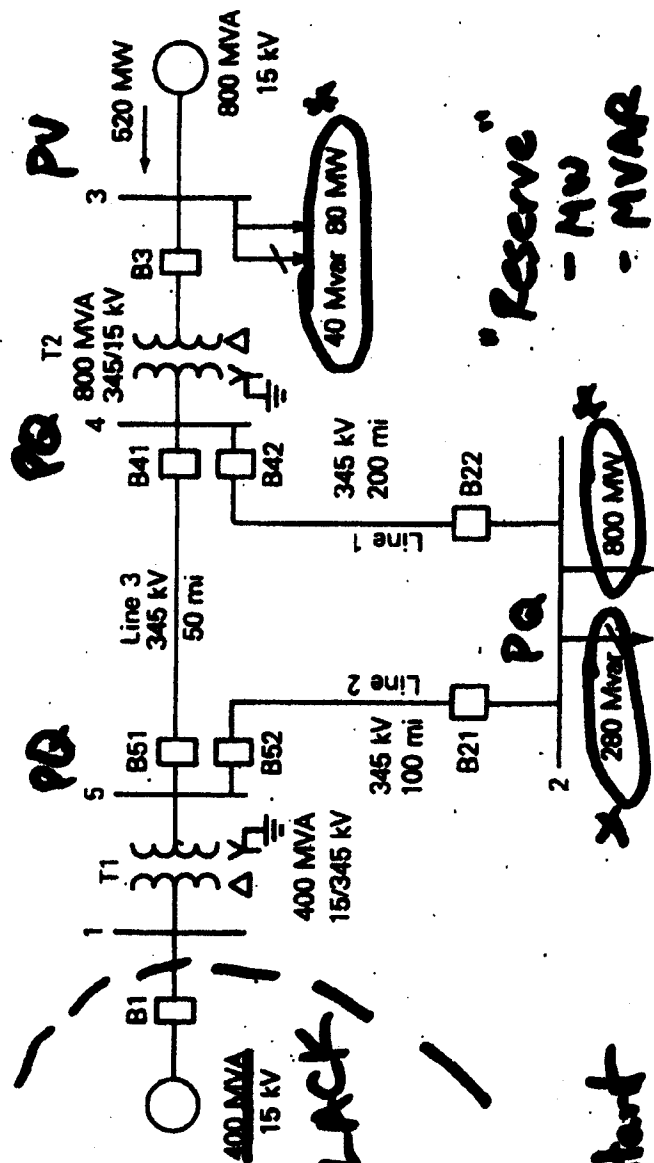 PV
520 MW
3
800 MVA
15 kV
B3
40 Mvar 80 MW
T2
800 MVA
345/15 kV
PQ
4
B41
B42
345 kV
200 mi
Line 1
B22
"Reserve"
- MW
- MVAR
Line 3
345 kV
50 mi
PQ
5
B51
B52
Line 2
345 kV
100 mi
B21
PQ
2
280 Mvar
800 MW
T1
400 MVA
15/345 kV
1
B1
400 MVA
15 kV
LACK
tant